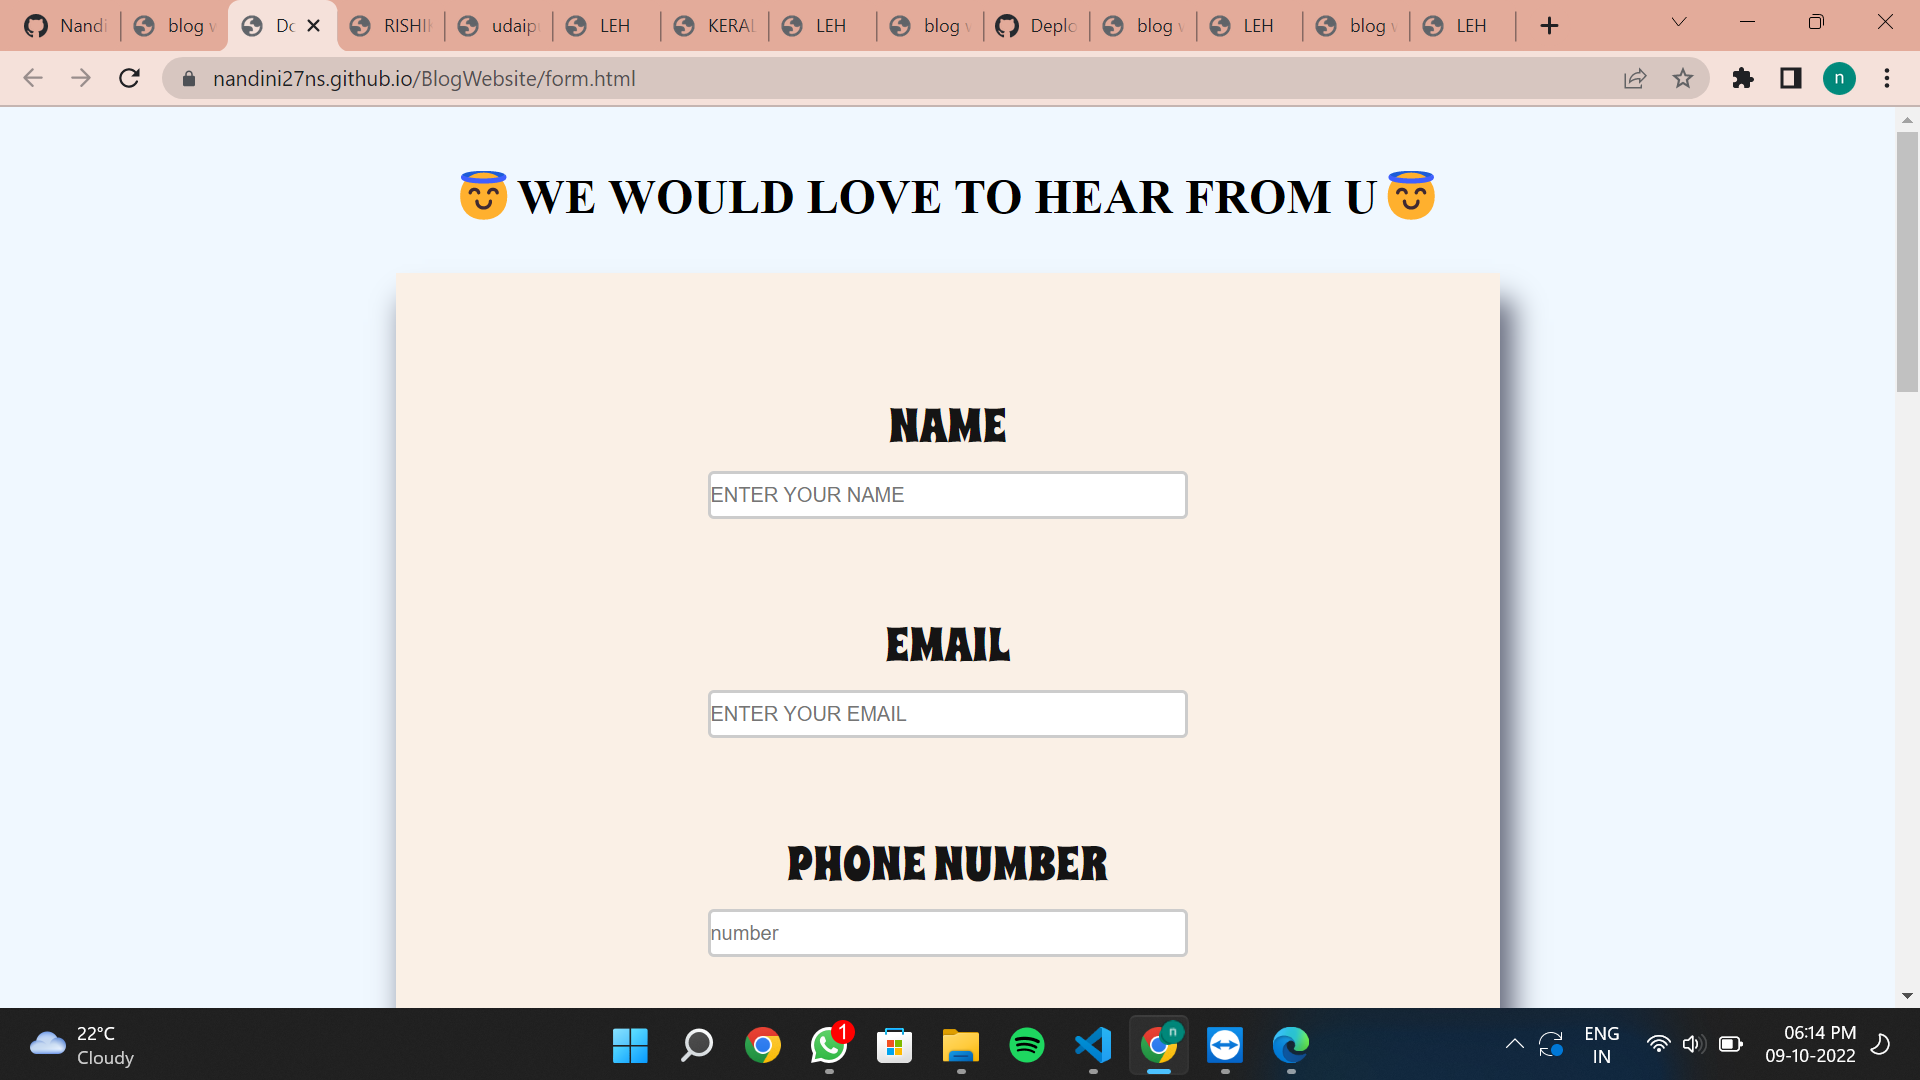 Nandi
blog w
Do
RISHI
udaip
LEH
KERAL
LEH
blog w
Deplo
blog w
LEH
blog w
LEH
nandini27ns.github.io/BlogWebsite/form.html
n
WE WOULD LOVE TO HEAR FROM U
NAME
ENTER YOUR NAME
EMAIL
ENTER YOUR EMAIL
PHONE NUMBER
number
22°C
Cloudy
1
n
ENG
IN
06:14 PM
09-10-2022